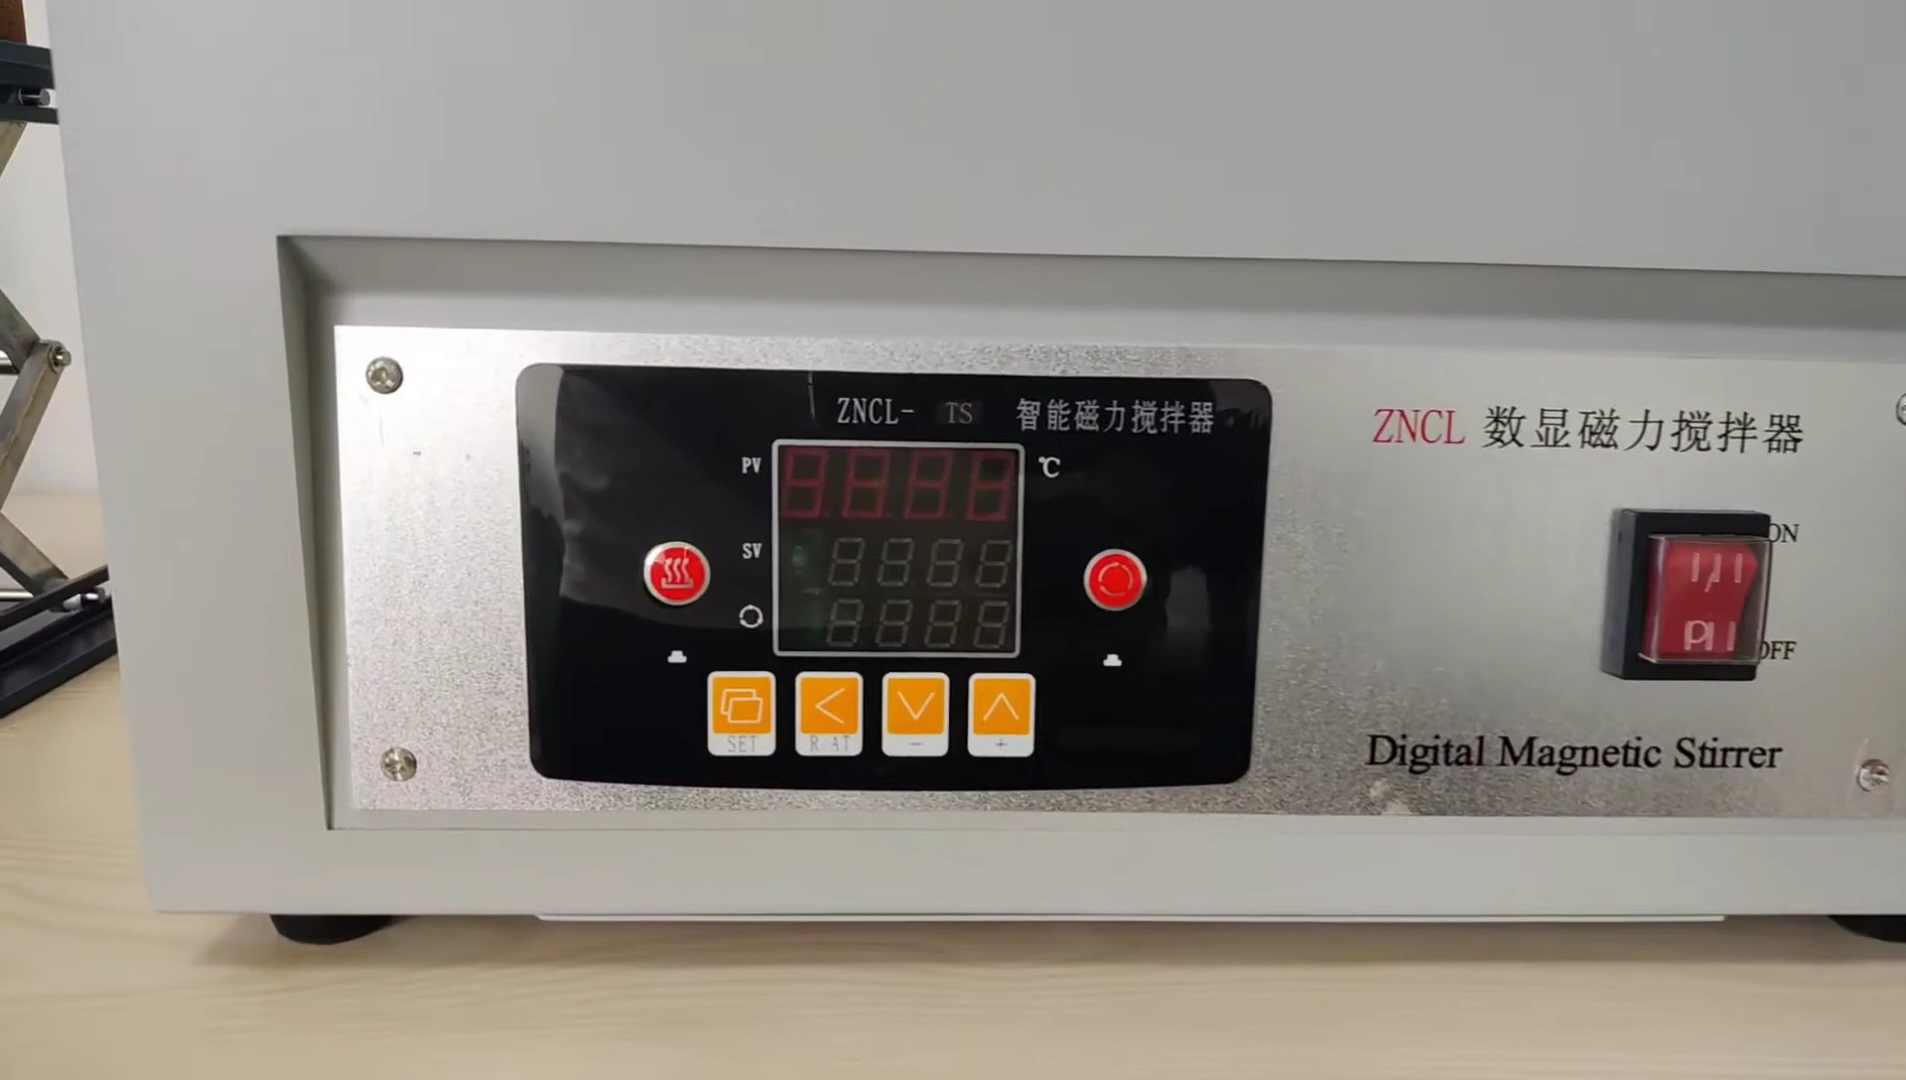 ZNCL- TS 智能磁力搅拌器
PV
℃
SV
SET
R AT
-
+
ZNCL 数显磁力搅拌器
ON
OFF
Digital Magnetic Stirrer